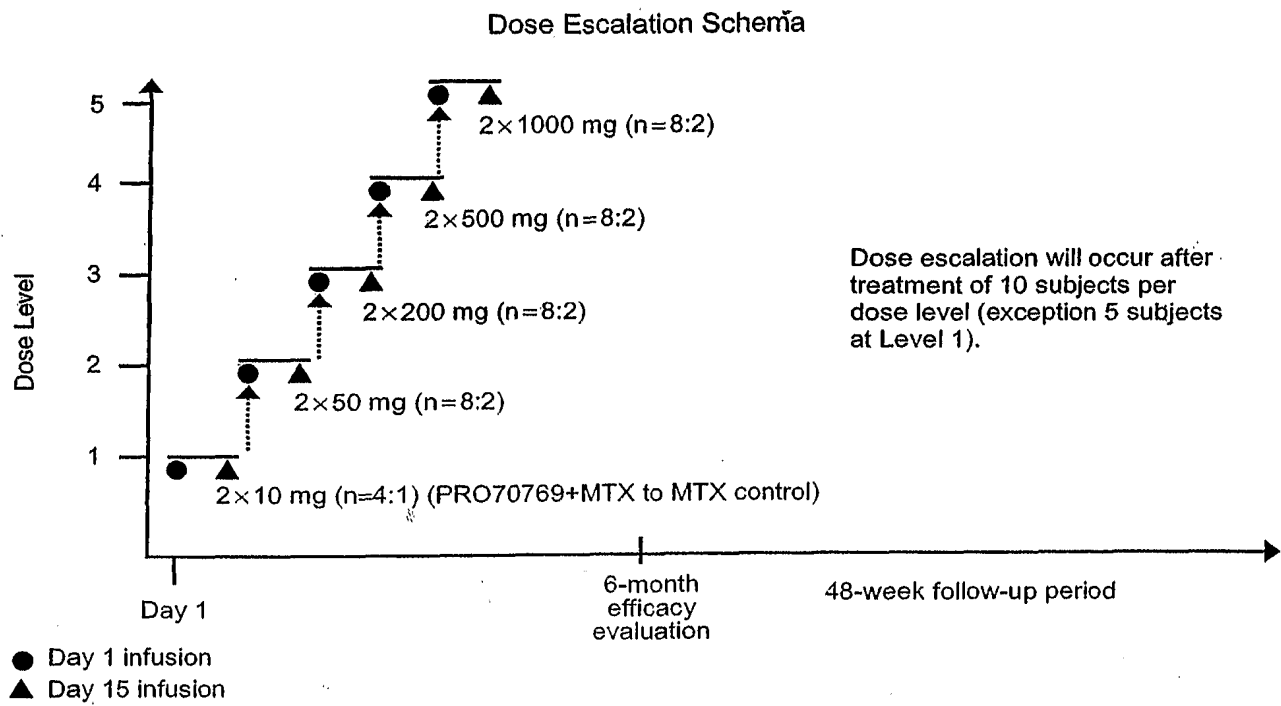 Dose Escalation Schema
5
2×1000 mg (n=8:2)
4
2×500 mg (n=8:2)
Dose escalation will occur after
treatment of 10 subjects per
dose level (exception 5 subjects
at Level 1).
3
2×200 mg (n=8:2)
Dose Level
2
2×50 mg (n=8:2)
1
2×10 mg (n=4:1) (PRO70769+MTX to MTX control)
Day 1
6-month
efficacy
evaluation
48-week follow-up period
● Day 1 infusion
▲ Day 15 infusion